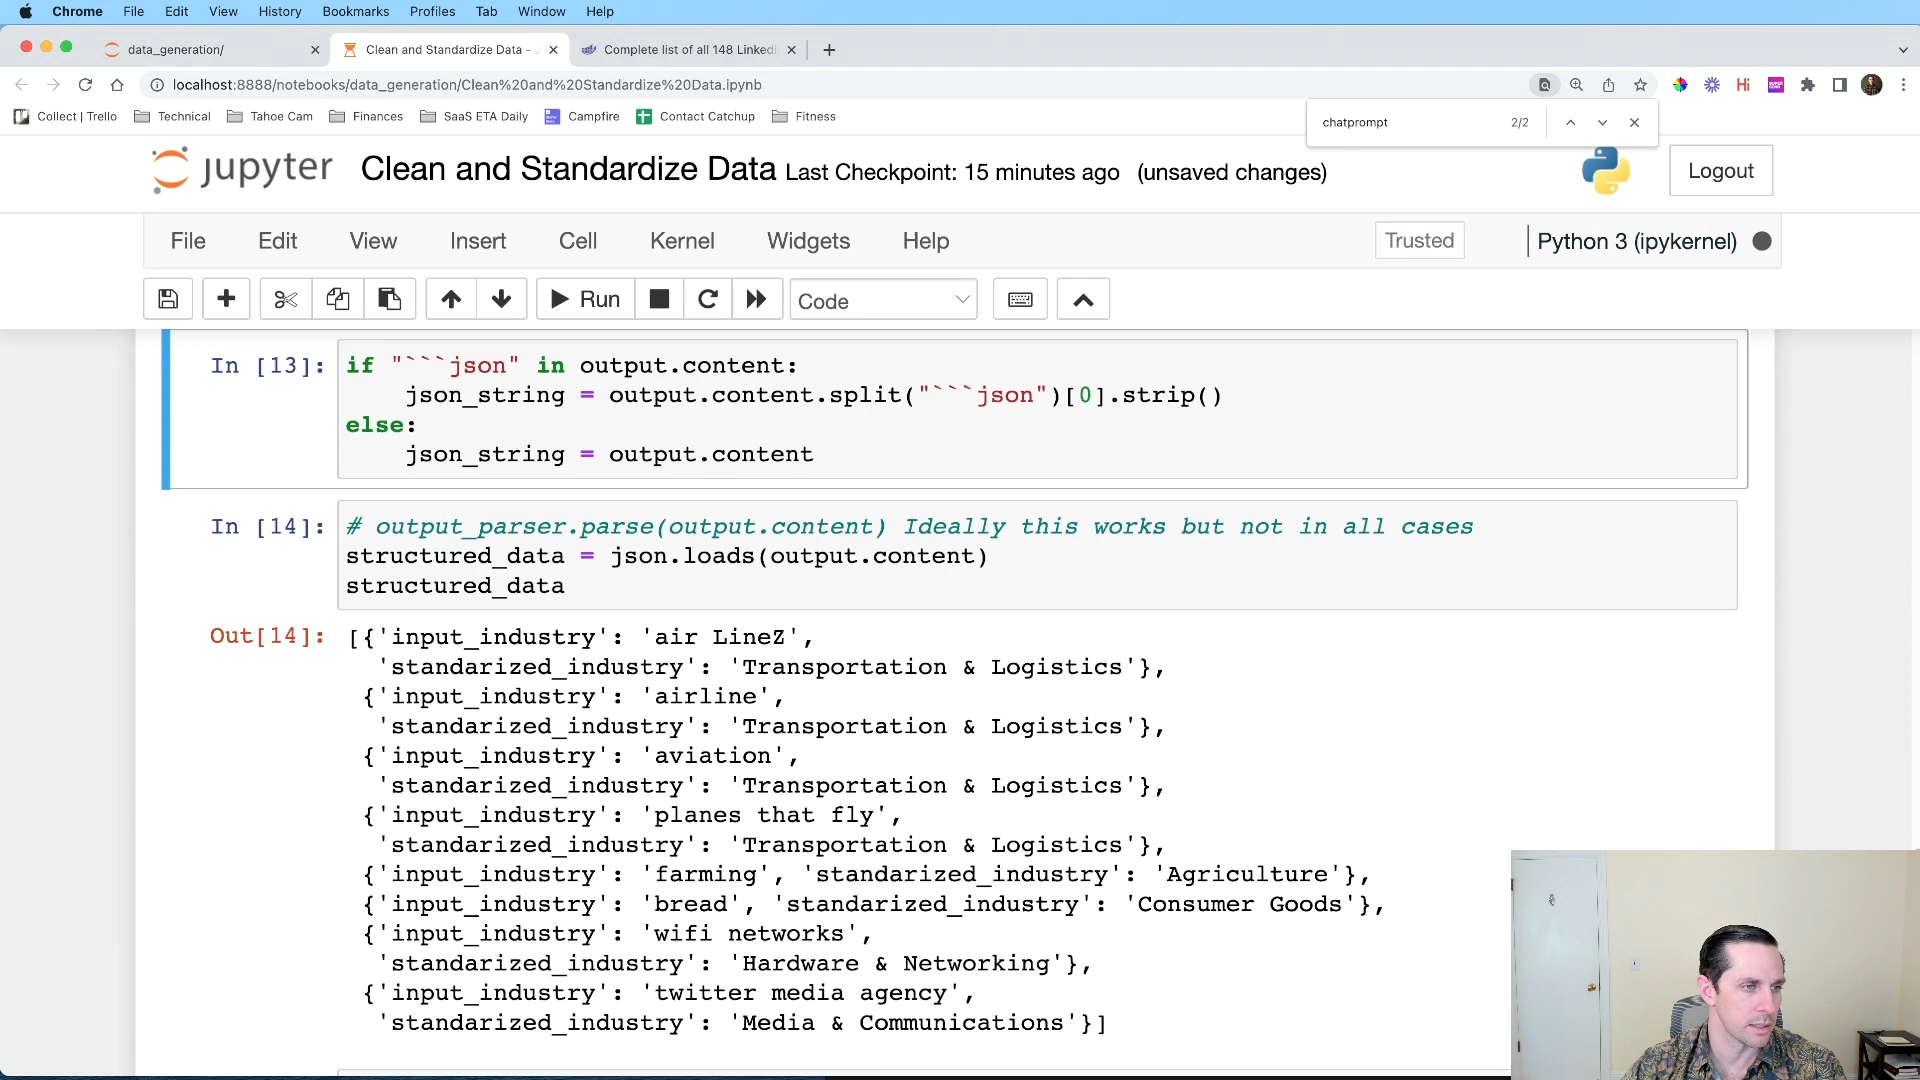 Chrome File Edit View History Bookmarks Profiles Tab Window Help
data_generation/ Clean and Standardize Data - Complete list of all 148 LinkedI
localhost:8888/notebooks/data_generation/Clean%20and%20Standardize%20Data.ipynb
Hi
Collect | Trello Technical Tahoe Cam Finances SaaS ETA Daily Campfire Contact Catchup Fitness
chatprompt 2/2
jupyter Clean and Standardize Data Last Checkpoint: 15 minutes ago (unsaved changes) Logout
File Edit View Insert Cell Kernel Widgets Help Trusted Python 3 (ipykernel)
Run Code
In [13]: if "```json" in output.content:
json_string = output.content.split("```json")[0].strip()
else:
json_string = output.content
In [14]: # output_parser.parse(output.content) Ideally this works but not in all cases
structured_data = json.loads(output.content)
structured_data
Out[14]: [{'input_industry': 'air LineZ',
'standarized_industry': 'Transportation & Logistics'},
{'input_industry': 'airline',
'standarized_industry': 'Transportation & Logistics'},
{'input_industry': 'aviation',
'standarized_industry': 'Transportation & Logistics'},
{'input_industry': 'planes that fly',
'standarized_industry': 'Transportation & Logistics'},
{'input_industry': 'farming', 'standarized_industry': 'Agriculture'},
{'input_industry': 'bread', 'standarized_industry': 'Consumer Goods'},
{'input_industry': 'wifi networks',
'standarized_industry': 'Hardware & Networking'},
{'input_industry': 'twitter media agency',
'standarized_industry': 'Media & Communications'}]